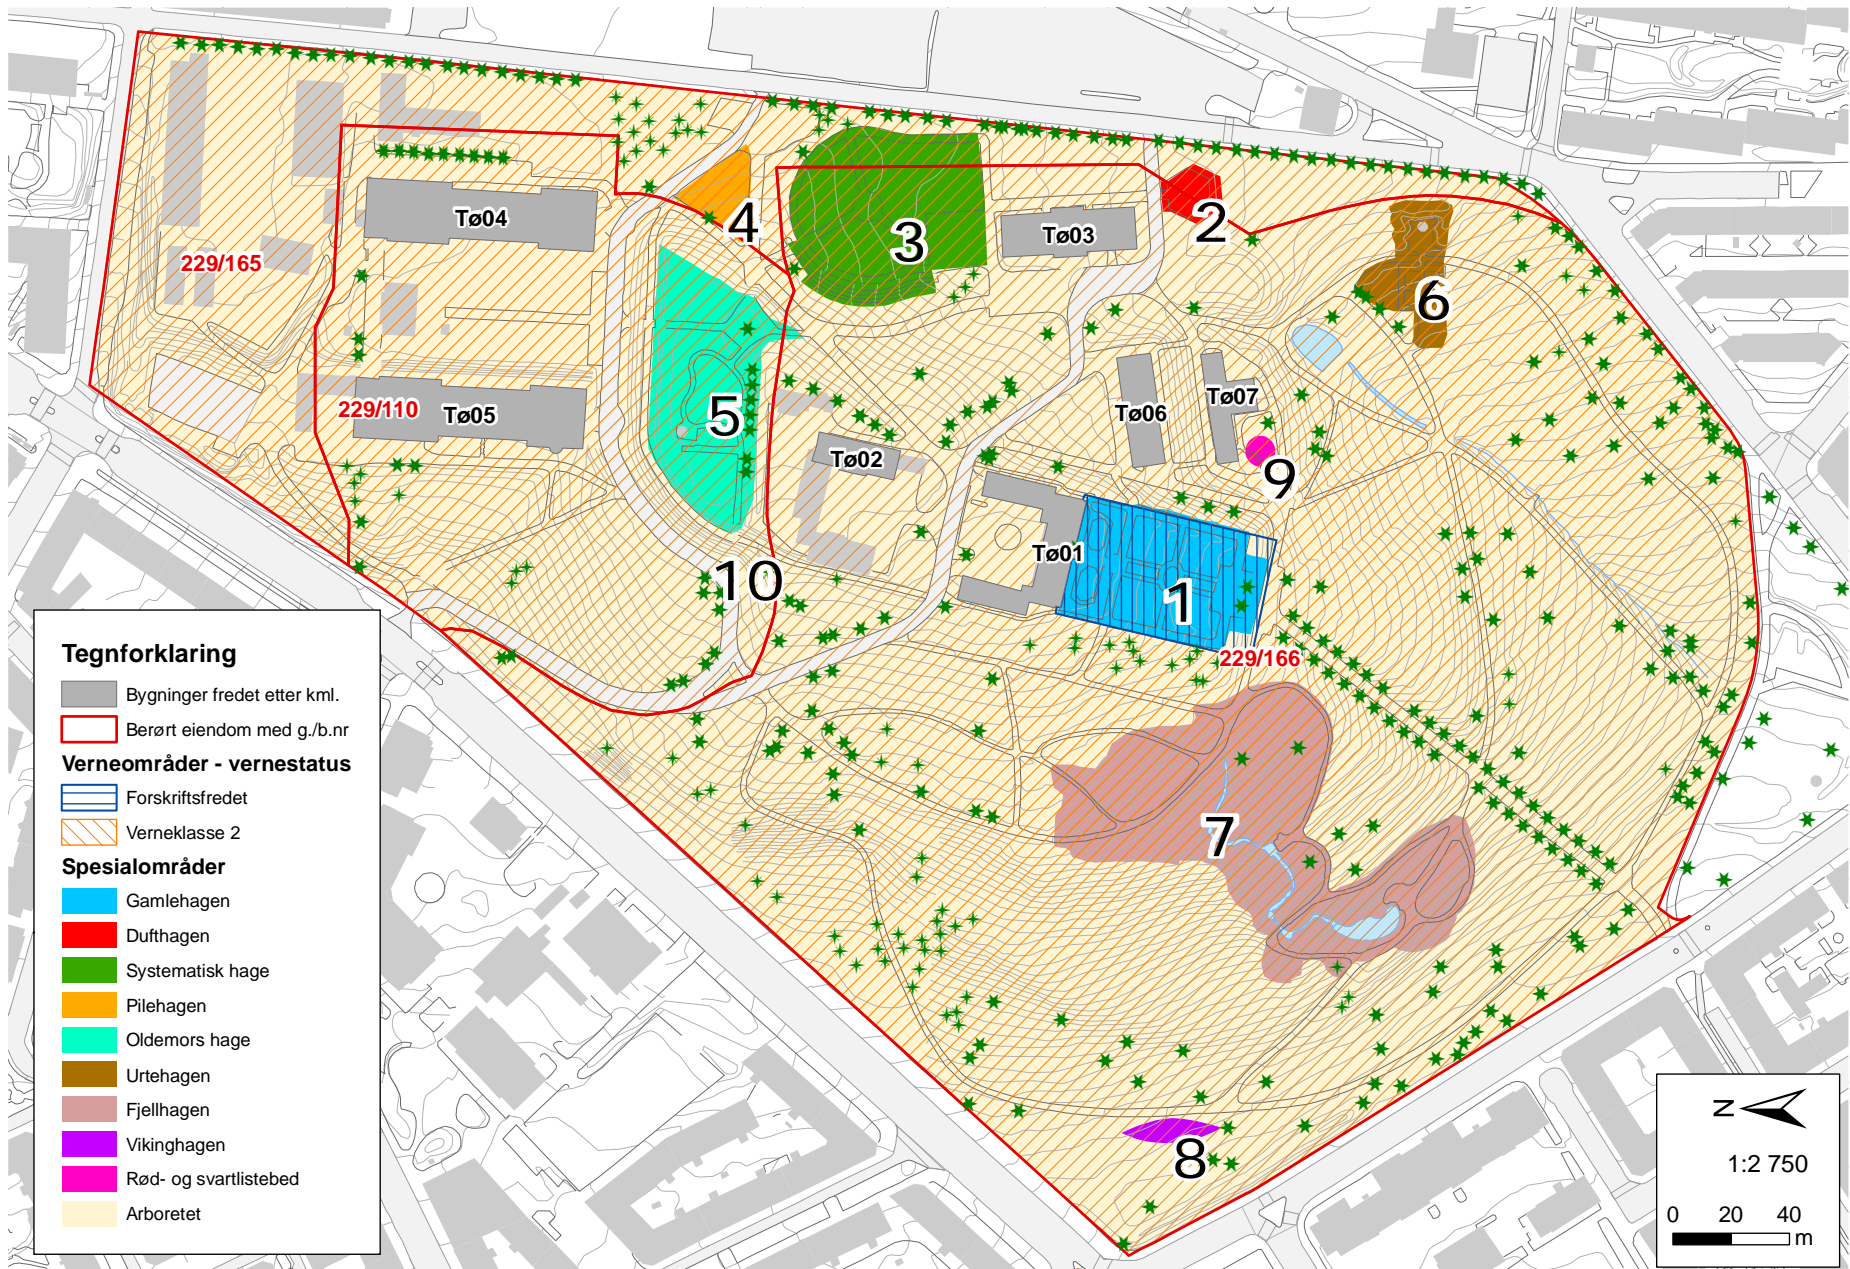 Tø04
229/165
4
3
Tø03
2
6
229/110
Tø05
5
Tø02
Tø06
Tø07
9
Tø01
10
1
229/166
7
8
Tegnforklaring
Bygninger fredet etter kml.
Berørt eiendom med g./b.nr
Verneområder - vernestatus
Forskriftsfredet
Verneklasse 2
Spesialområder
Gamlehagen
Dufthagen
Systematisk hage
Pilehagen
Oldemors hage
Urtehagen
Fjellhagen
Vikinghagen
Rød- og svartlistebed
Arboretet
N
1:2 750
0 20 40
m